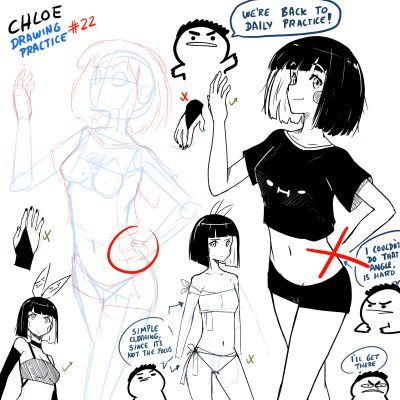 CHLOE
DRAWING
PRACTICE #22
WE'RE BACK TO
DAILY PRACTICE!
I COULDN'T
DO THAT
ANGLE,
IS HARD
SIMPLE
CLOTHING,
SINCE IT'S
NOT THE FOCUS
I'LL GET
THERE